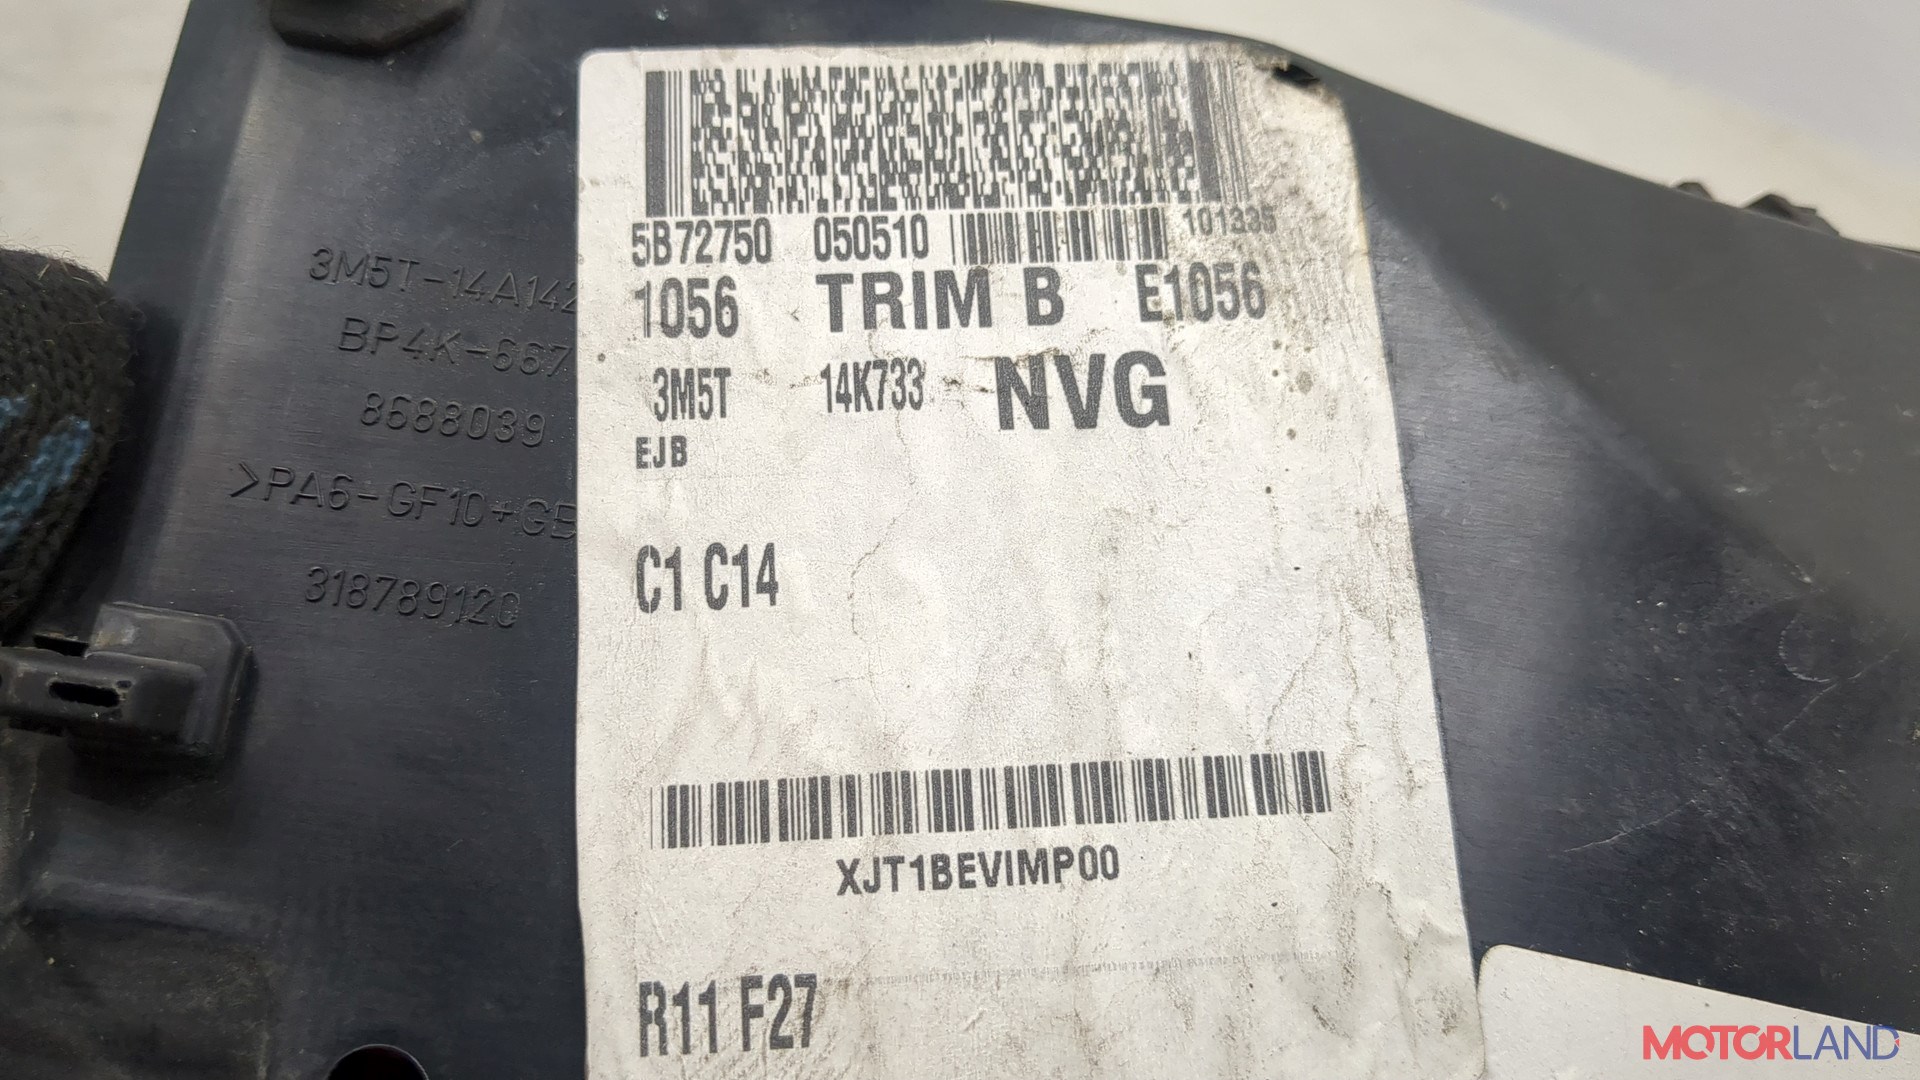 3M5T-14A142
BP4K-667
8688039
>PA6-GF10+GB
318789120
5B72750 050510 101335
1056 TRIM B E1056
3M5T 14K733 NVG
EJB
C1 C14
XJT1BEVIMP00
R11 F27
MOTORLAND